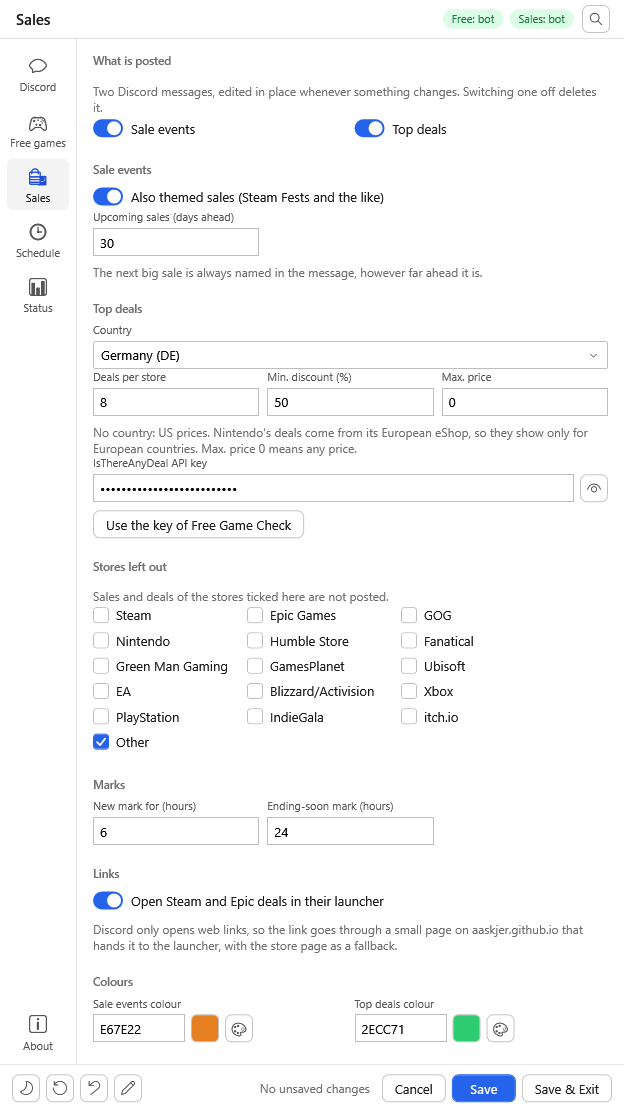 Sales
Free: bot
Sales: bot
Discord
Free games
Sales
Schedule
Status
About
What is posted
Two Discord messages, edited in place whenever something changes. Switching one off deletes
it.
Sale events
Top deals
Sale events
Also themed sales (Steam Fests and the like)
Upcoming sales (days ahead)
30
The next big sale is always named in the message, however far ahead it is.
Top deals
Country
Germany (DE)
Deals per store
Min. discount (%)
Max. price
8
50
0
No country: US prices. Nintendo's deals come from its European eShop, so they show only for
European countries. Max. price 0 means any price.
IsThereAnyDeal API key
••••••••••••••••••••••••••
Use the key of Free Game Check
Stores left out
Sales and deals of the stores ticked here are not posted.
Steam
Epic Games
GOG
Nintendo
Humble Store
Fanatical
Green Man Gaming
GamesPlanet
Ubisoft
EA
Blizzard/Activision
Xbox
PlayStation
IndieGala
itch.io
Other
Marks
New mark for (hours)
Ending-soon mark (hours)
6
24
Links
Open Steam and Epic deals in their launcher
Discord only opens web links, so the link goes through a small page on aaskjer.github.io that
hands it to the launcher, with the store page as a fallback.
Colours
Sale events colour
Top deals colour
E67E22
2ECC71
No unsaved changes
Cancel
Save
Save & Exit